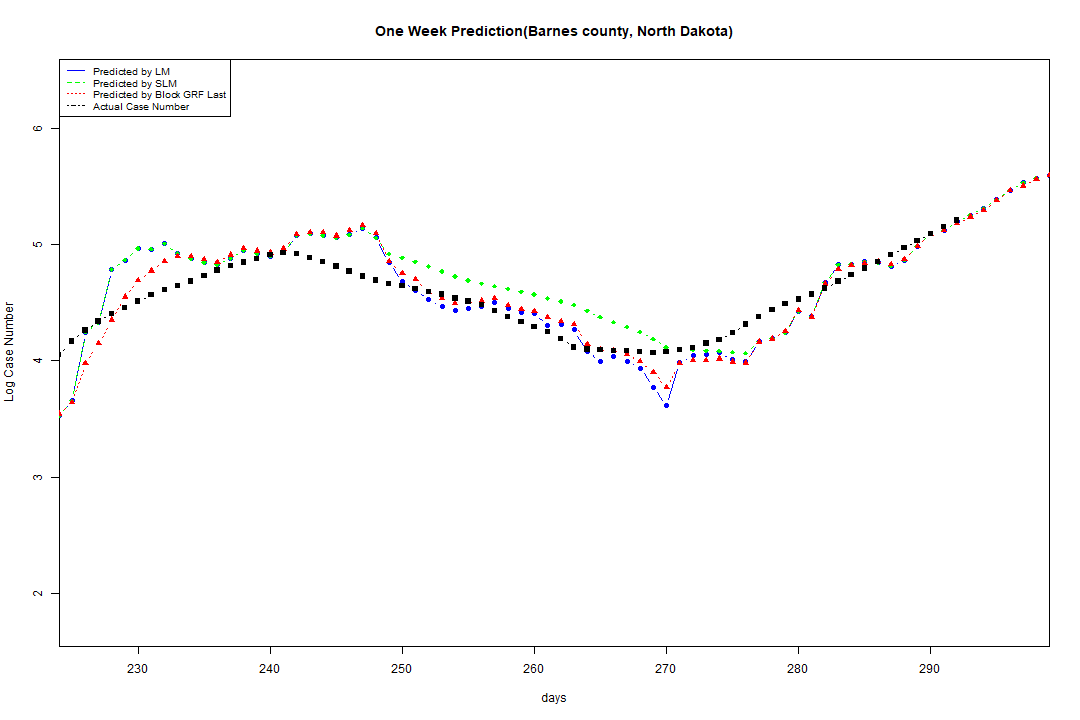 One Week Prediction(Barnes county, North Dakota)
Predicted by LM
Predicted by SLM
Predicted by Block GRF Last
Actual Case Number
6
5
4
3
2
Log Case Number
230 240 250 260 270 280 290
days